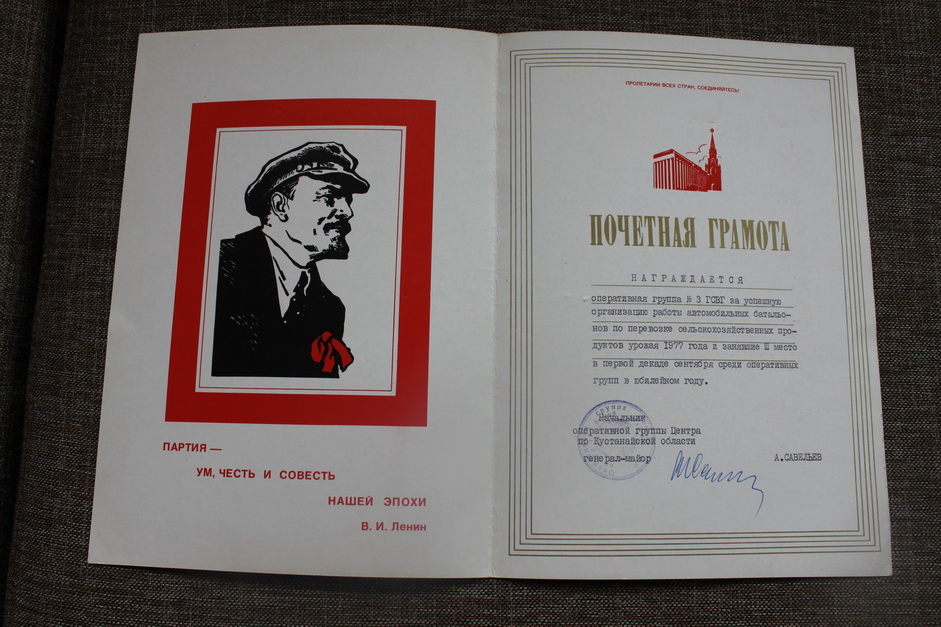 ПАРТИЯ —
УМ, ЧЕСТЬ И СОВЕСТЬ
НАШЕЙ ЭПОХИ
В. И. Ленин
ПРОЛЕТАРИИ ВСЕХ СТРАН, СОЕДИНЯЙТЕСЬ!
ПОЧЕТНАЯ ГРАМОТА
НАГРАЖДАЕТСЯ
оперативная группа № 3 ГСВГ за успешную
организацию работы автомобильных батальо-
нов по перевозке сельскохозяйственных про-
дуктов урожая 1977 года и занявшие II место
в первой декаде сентября среди оперативных
групп в юбилейном году.
начальник
оперативной группы Центра
по Кустанайской области
генерал-майор
А.САВЕЛЬЕВ
группа